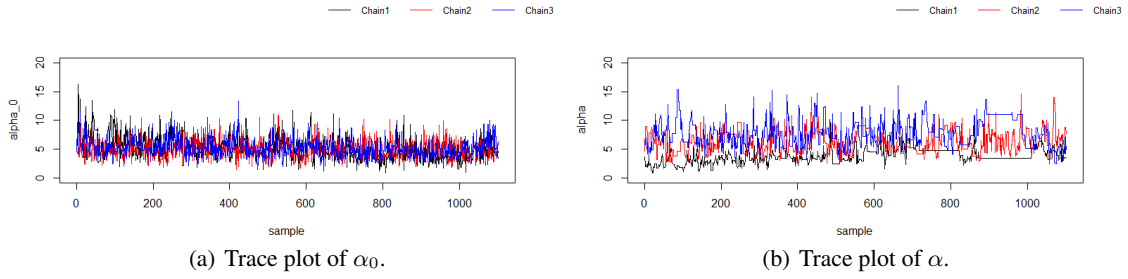 Chain1 Chain2 Chain3
20
15
10
5
0
alpha_0
0 200 400 600 800 1000
sample
(a) Trace plot of α₀.
Chain1 Chain2 Chain3
20
15
10
5
0
alpha
0 200 400 600 800 1000
sample
(b) Trace plot of α.